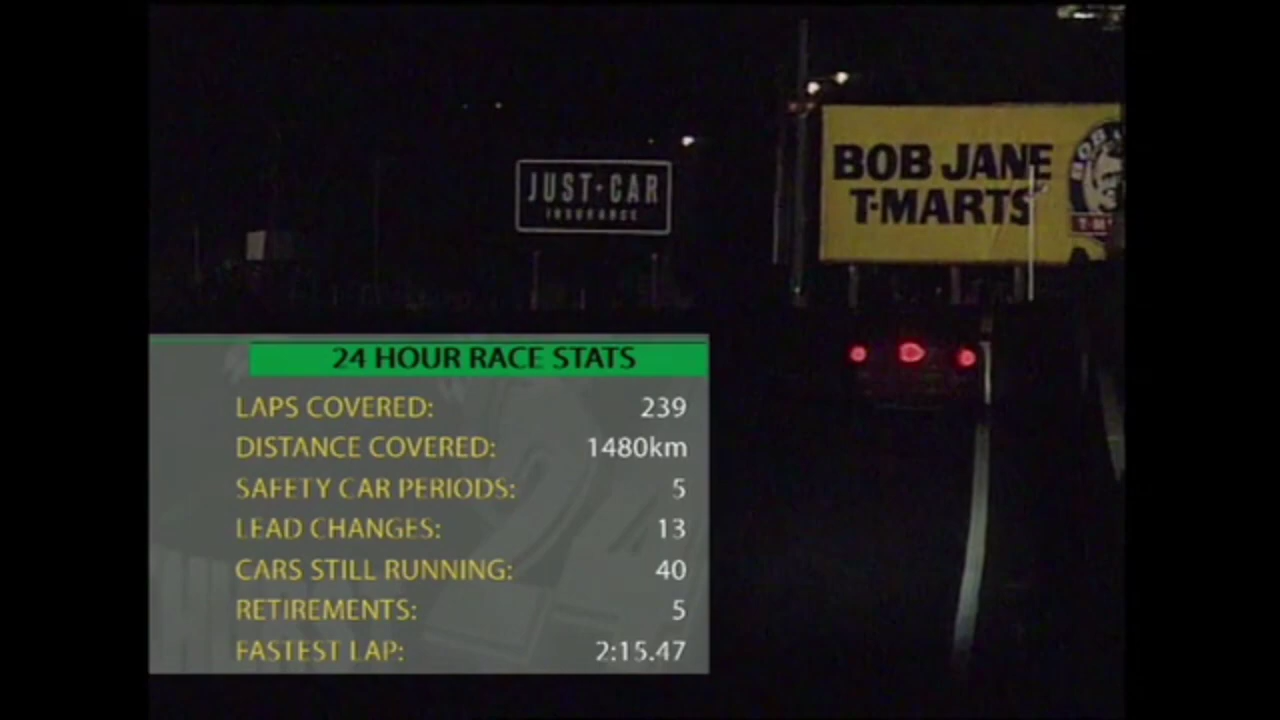 JUST CAR
INSURANCE
BOB JANE
T-MARTS
24 HOUR RACE STATS
LAPS COVERED: 239
DISTANCE COVERED: 1480km
SAFETY CAR PERIODS: 5
LEAD CHANGES: 13
CARS STILL RUNNING: 40
RETIREMENTS: 5
FASTEST LAP: 2:15.47